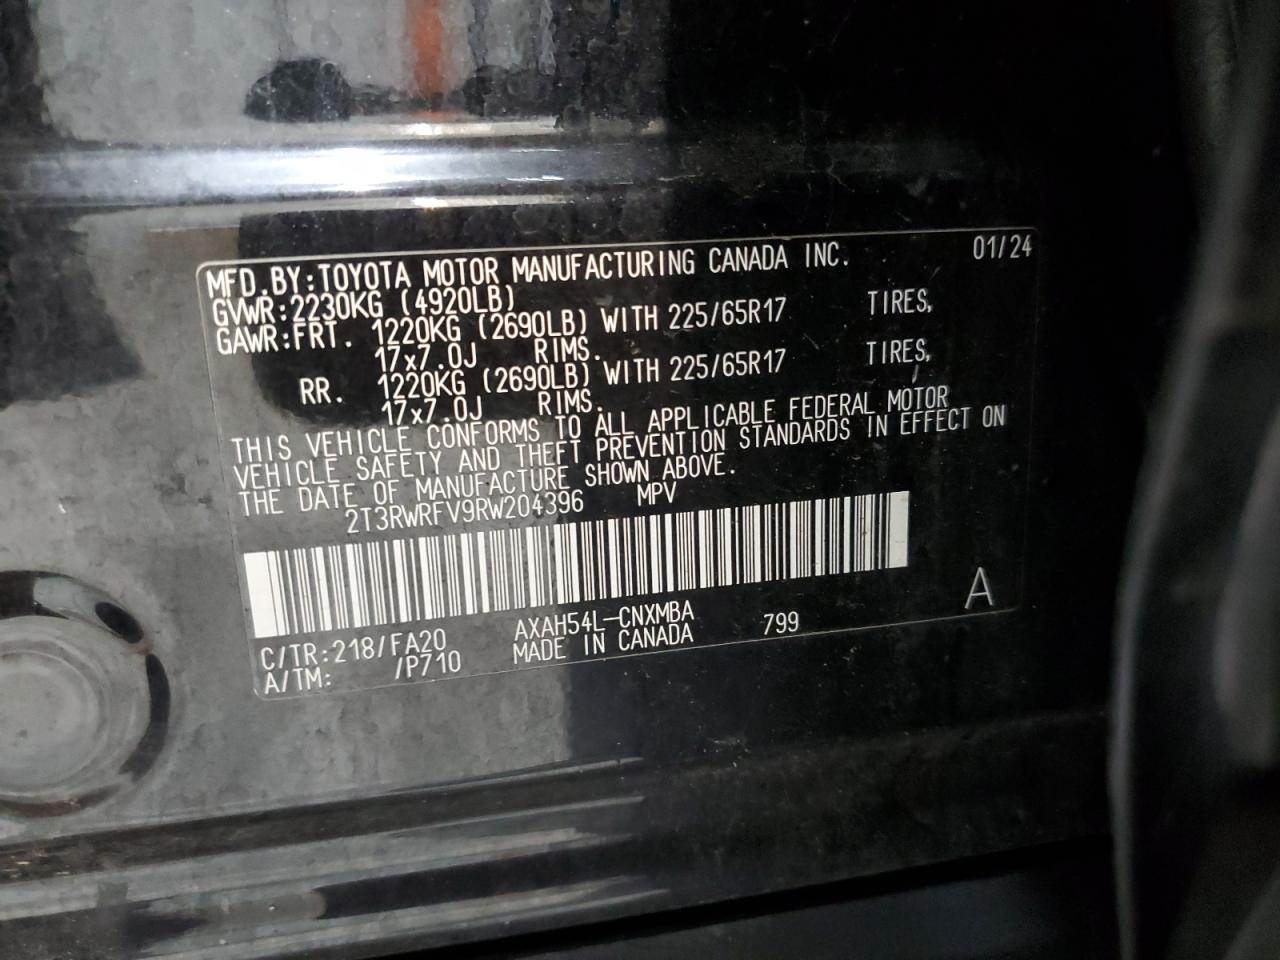 MFD.BY:TOYOTA MOTOR MANUFACTURING CANADA INC. 01/24
GVWR:2230KG (4920LB)
GAWR:FRT. 1220KG (2690LB) WITH 225/65R17 TIRES,
17x7.0J RIMS.
RR. 1220KG (2690LB) WITH 225/65R17 TIRES,
17x7.0J RIMS.
THIS VEHICLE CONFORMS TO ALL APPLICABLE FEDERAL MOTOR
VEHICLE SAFETY AND THEFT PREVENTION STANDARDS IN EFFECT ON
THE DATE OF MANUFACTURE SHOWN ABOVE.
2T3RWRFV9RW204396 MPV
A
C/TR:218/FA20 AXAH54L-CNXMBA 799
A/TM: /P710 MADE IN CANADA